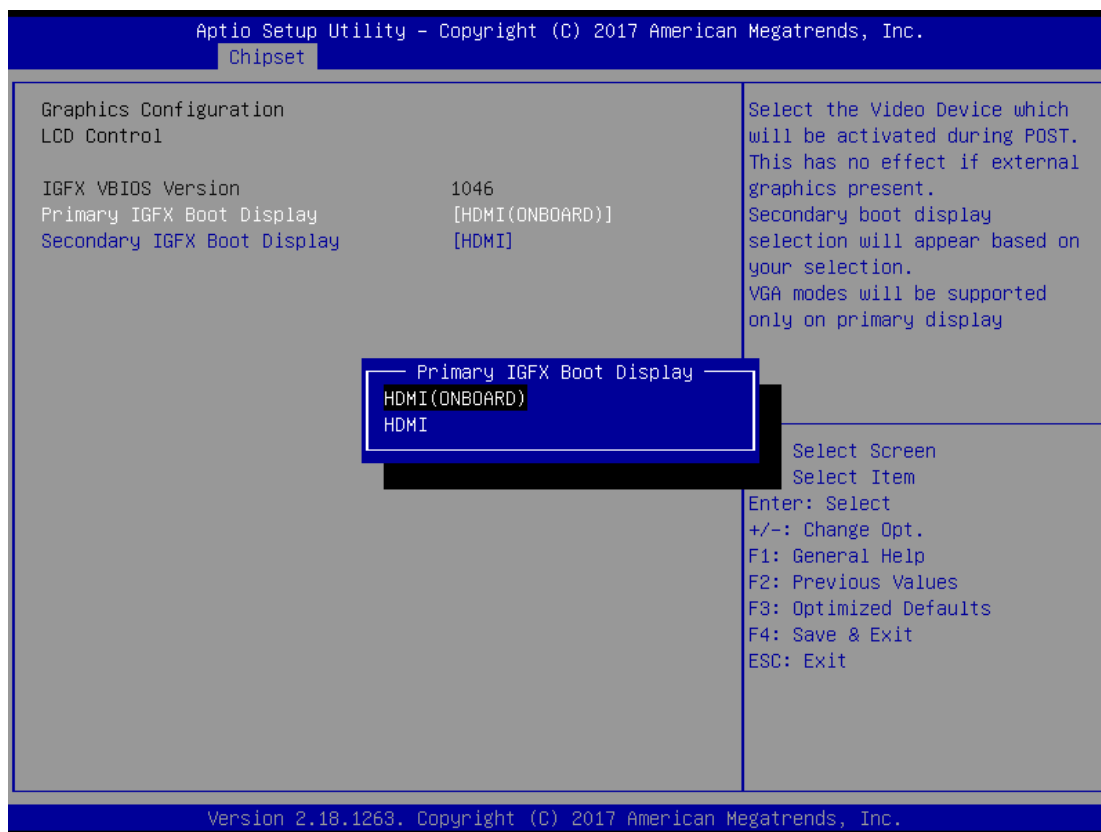 Aptio Setup Utility – Copyright (C) 2017 American Megatrends, Inc.
Chipset
Graphics Configuration
LCD Control
IGFX VBIOS Version 1046
Primary IGFX Boot Display [HDMI(ONBOARD)]
Secondary IGFX Boot Display [HDMI]
Select the Video Device which
will be activated during POST.
This has no effect if external
graphics present.
Secondary boot display
selection will appear based on
your selection.
VGA modes will be supported
only on primary display
Primary IGFX Boot Display
HDMI(ONBOARD)
HDMI
Select Screen
Select Item
Enter: Select
+/-: Change Opt.
F1: General Help
F2: Previous Values
F3: Optimized Defaults
F4: Save & Exit
ESC: Exit
Version 2.18.1263. Copyright (C) 2017 American Megatrends, Inc.